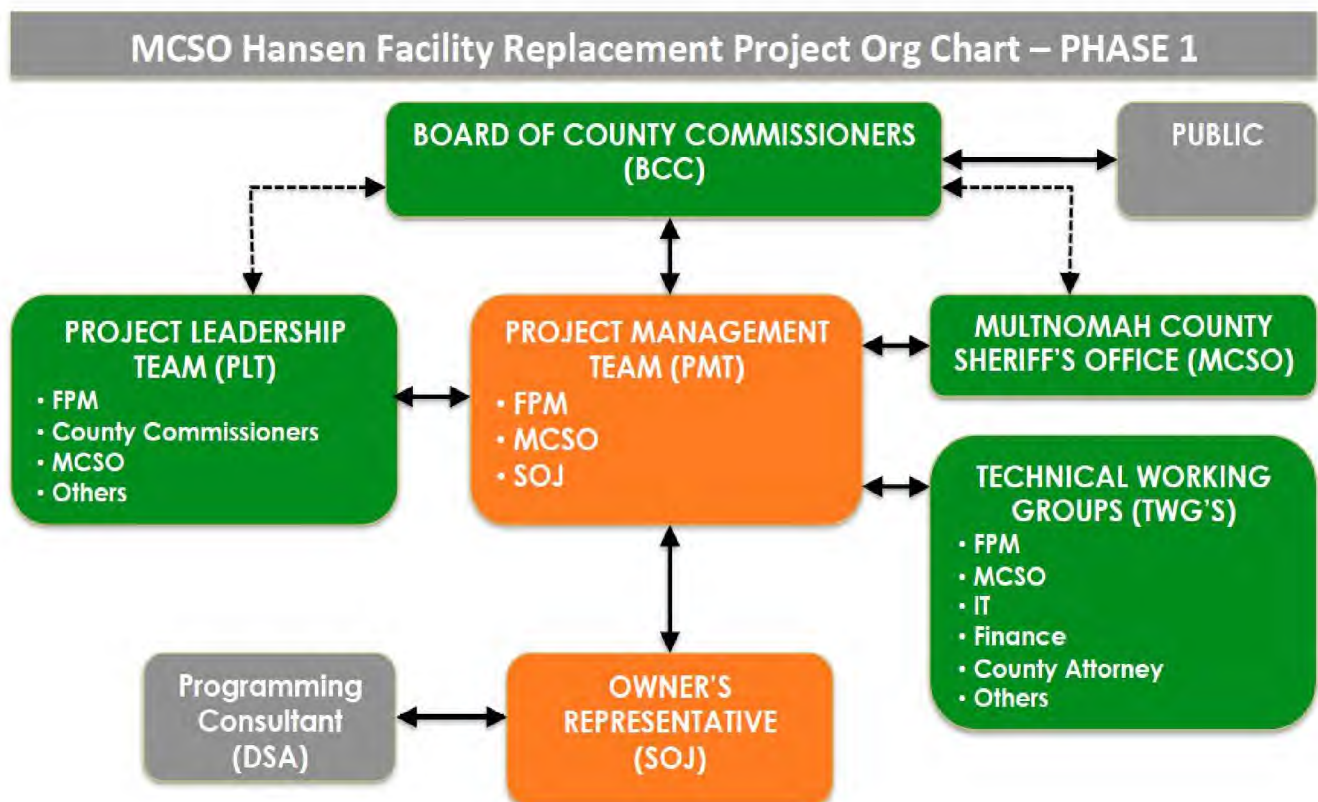 MCSO Hansen Facility Replacement Project Org Chart – PHASE 1
BOARD OF COUNTY COMMISSIONERS
(BCC)
PUBLIC
PROJECT LEADERSHIP
TEAM (PLT)
• FPM
• County Commissioners
• MCSO
• Others
PROJECT MANAGEMENT
TEAM (PMT)
• FPM
• MCSO
• SOJ
MULTNOMAH COUNTY
SHERIFF'S OFFICE (MCSO)
TECHNICAL WORKING
GROUPS (TWG'S)
• FPM
• MCSO
• IT
• Finance
• County Attorney
• Others
Programming
Consultant
(DSA)
OWNER'S
REPRESENTATIVE
(SOJ)